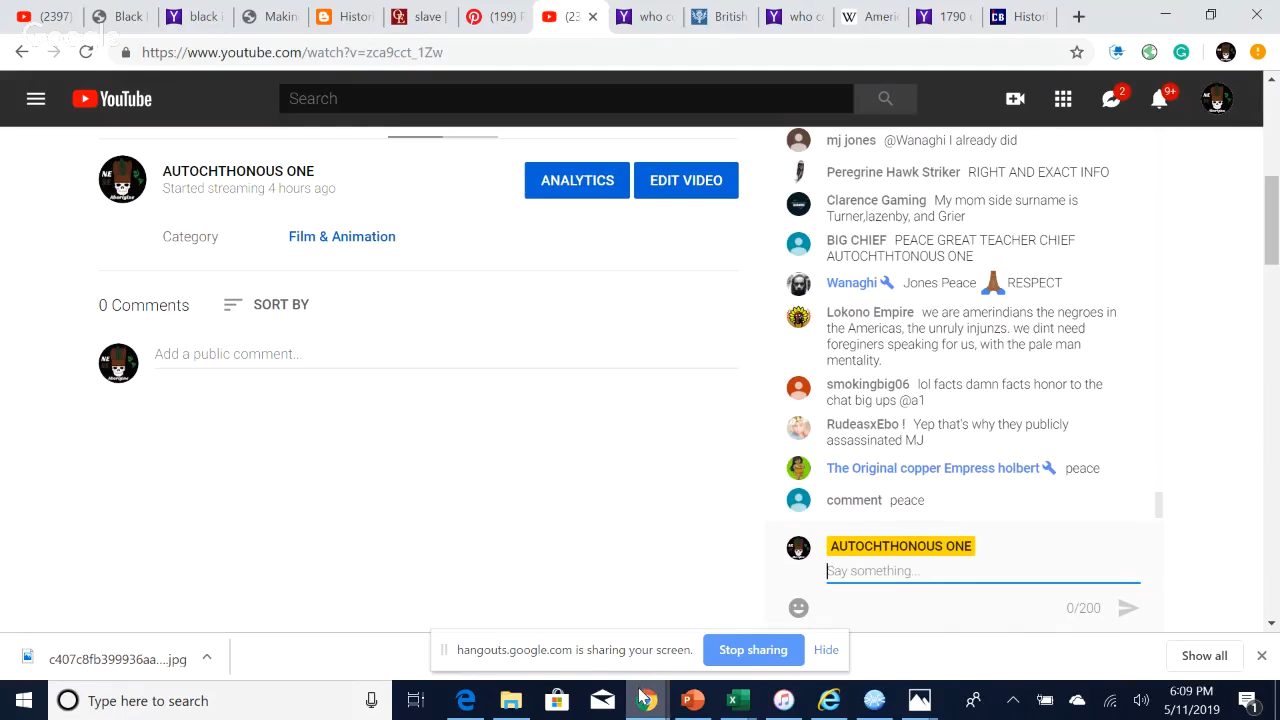 (239)
Black
Makin
Histor
slave
(199) F
(23
who co
British
who c
Ameri
1790
Histor
https://www.youtube.com/watch?v=zca9cct_1Zw
YouTube
Search
2
9+
AUTOCHTHONOUS ONE
Started streaming 4 hours ago
ANALYTICS
EDIT VIDEO
Category
Film & Animation
0 Comments
SORT BY
Add a public comment...
mj jones @Wanaghi I already did
Peregrine Hawk Striker RIGHT AND EXACT INFO
Clarence Gaming My mom side surname is
Turner,lazenby, and Grier
BIG CHIEF PEACE GREAT TEACHER CHIEF
AUTOCHTHTONOUS ONE
Wanaghi Jones Peace RESPECT
Lokono Empire we are amerindians the negroes in
the Americas, the unruly injunzs. we dint need
foreginers speaking for us, with the pale man
mentality.
smokingbig06 lol facts damn facts honor to the
chat big ups @a1
RudeasxEbo ! Yep that's why they publicly
assassinated MJ
The Original copper Empress holbert peace
comment peace
AUTOCHTHONOUS ONE
Say something...
0/200
c407c8fb399936aa....jpg
hangouts.google.com is sharing your screen.
Stop sharing
Hide
Show all
Type here to search
6:09 PM
5/11/2019
1